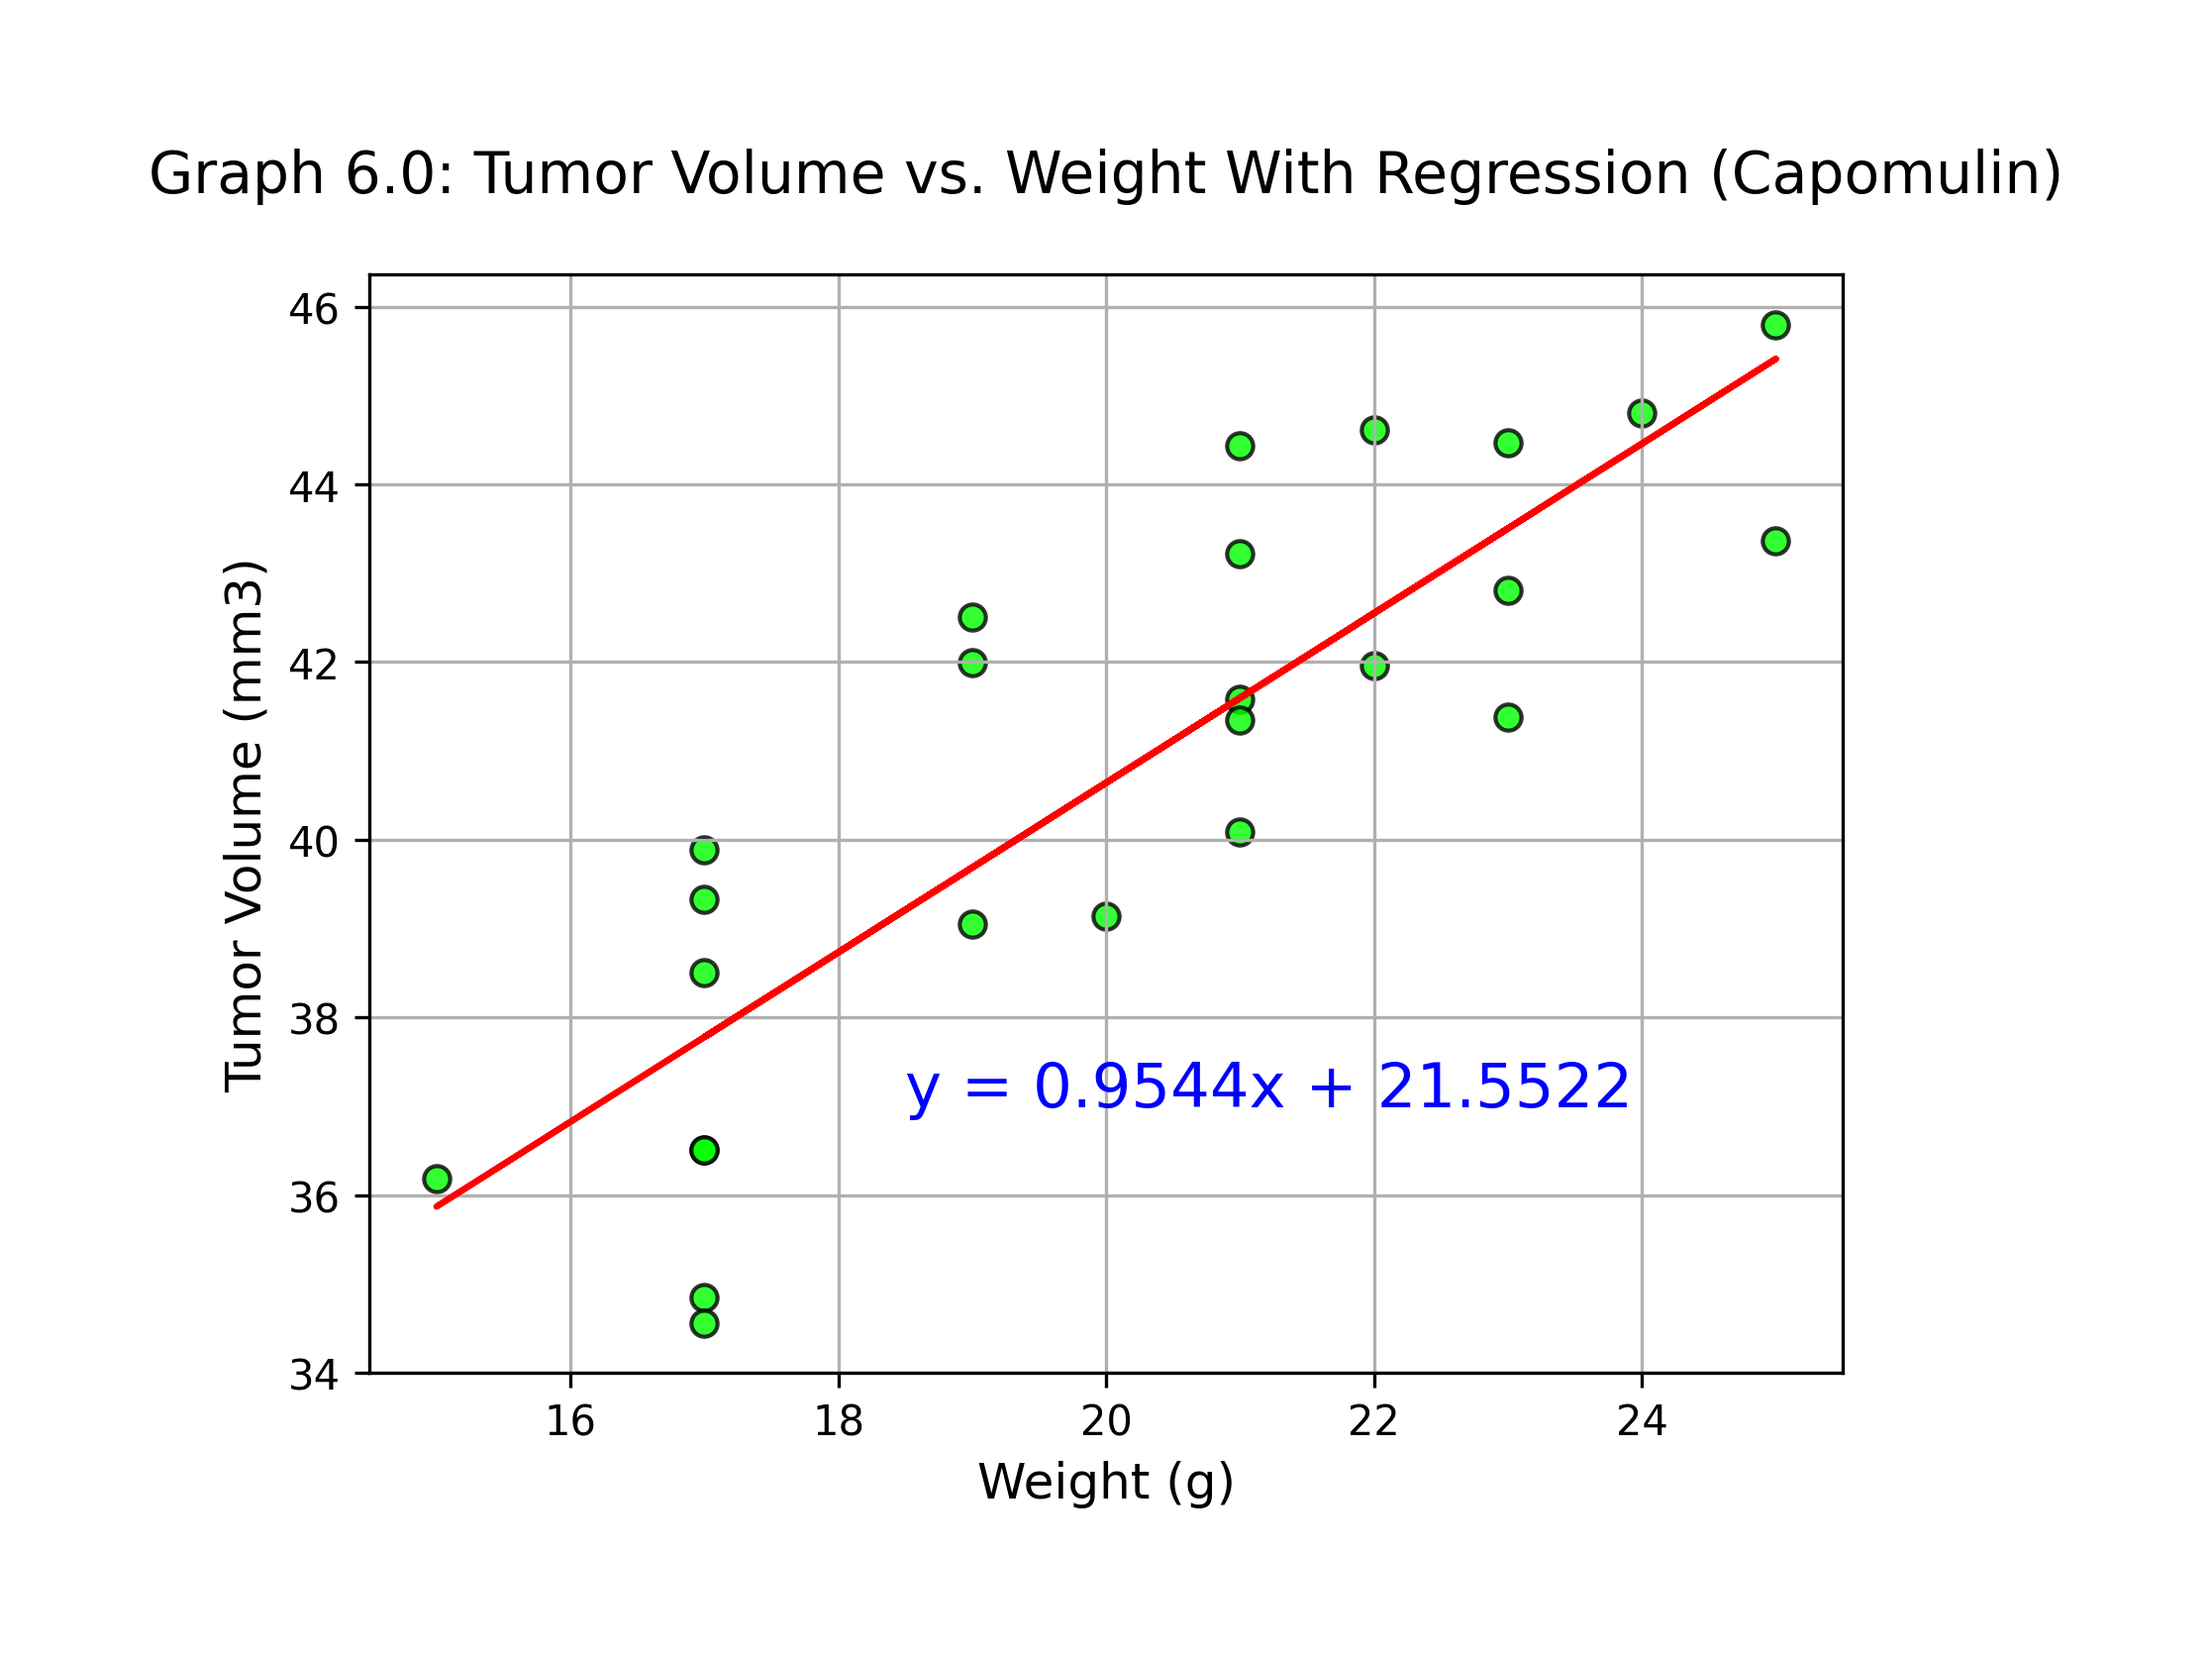 Graph 6.0: Tumor Volume vs. Weight With Regression (Capomulin)
46
44
42
40
38
36
34
Tumor Volume (mm3)
y = 0.9544x + 21.5522
16 18 20 22 24
Weight (g)